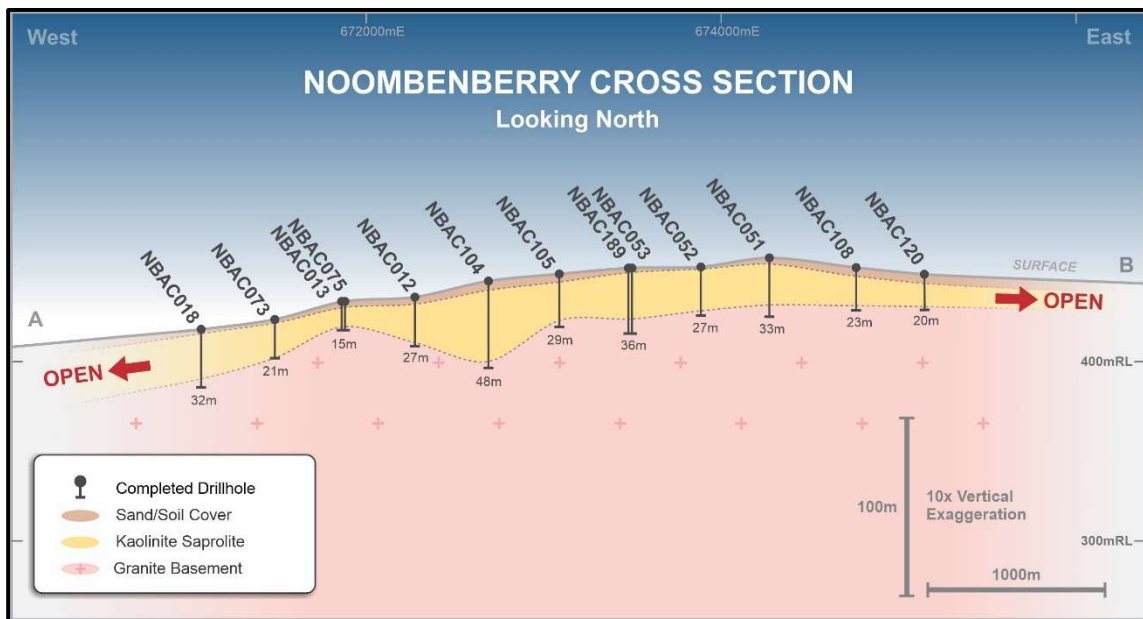 West
672000mE
674000mE
East
NOOMBENBERRY CROSS SECTION
Looking North
NBAC018
NBAC073
NBAC013
NBAC075
NBAC012
NBAC104
NBAC105
NBAC189
NBAC053
NBAC052
NBAC051
NBAC108
NBAC120
SURFACE
A
B
OPEN
OPEN
32m
21m
15m
27m
48m
29m
36m
27m
33m
23m
20m
400mRL
300mRL
Completed Drillhole
Sand/Soil Cover
Kaolinite Saprolite
+ Granite Basement
100m
10x Vertical
Exaggeration
1000m